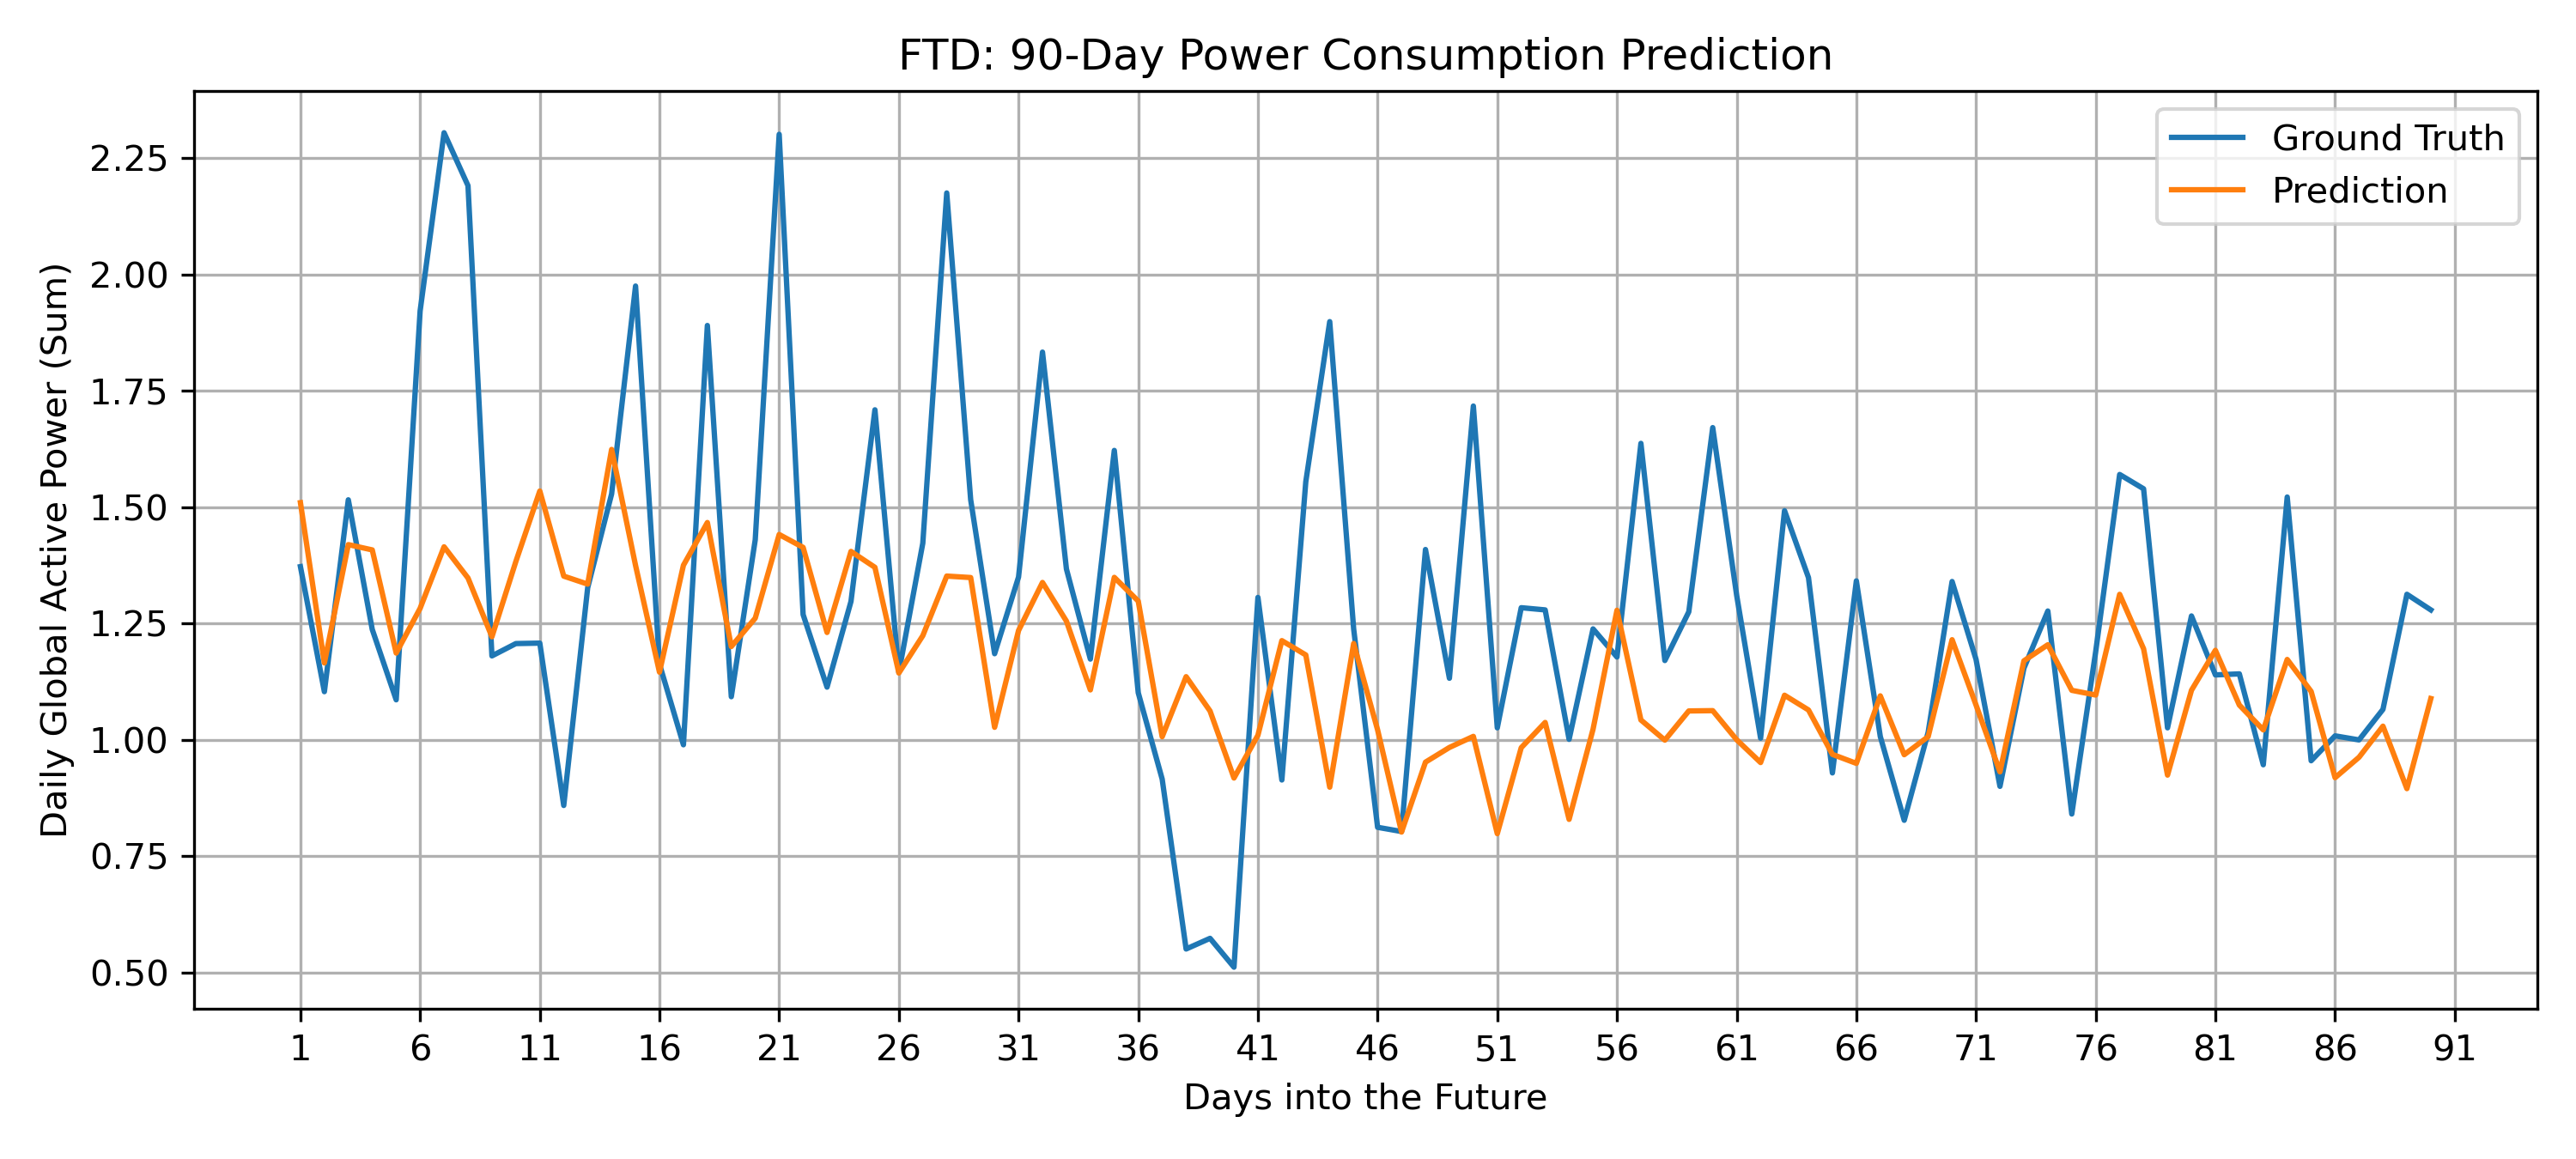 FTD: 90-Day Power Consumption Prediction
Ground Truth
Prediction
Daily Global Active Power (Sum)
2.25
2.00
1.75
1.50
1.25
1.00
0.75
0.50
1 6 11 16 21 26 31 36 41 46 51 56 61 66 71 76 81 86 91
Days into the Future